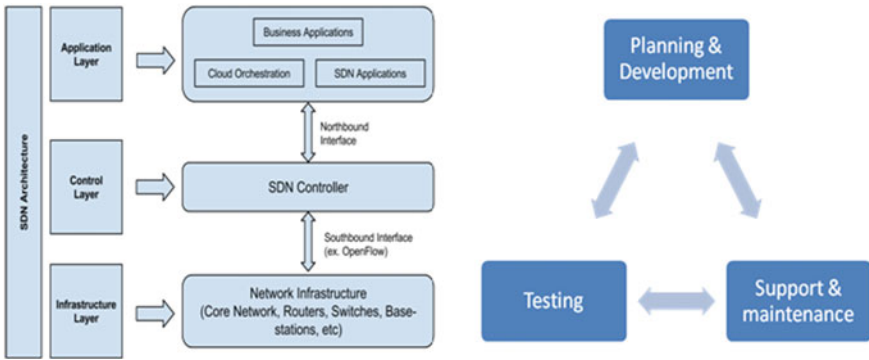 SDN Architecture
Application
Layer
Business Applications
Cloud Orchestration
SDN Applications
Northbound
Interface
Control
Layer
SDN Controller
Southbound Interface
(ex. OpenFlow)
Infrastructure
Layer
Network Infrastructure
(Core Network, Routers, Switches, Base-
stations, etc)
Planning &
Development
Testing
Support &
maintenance